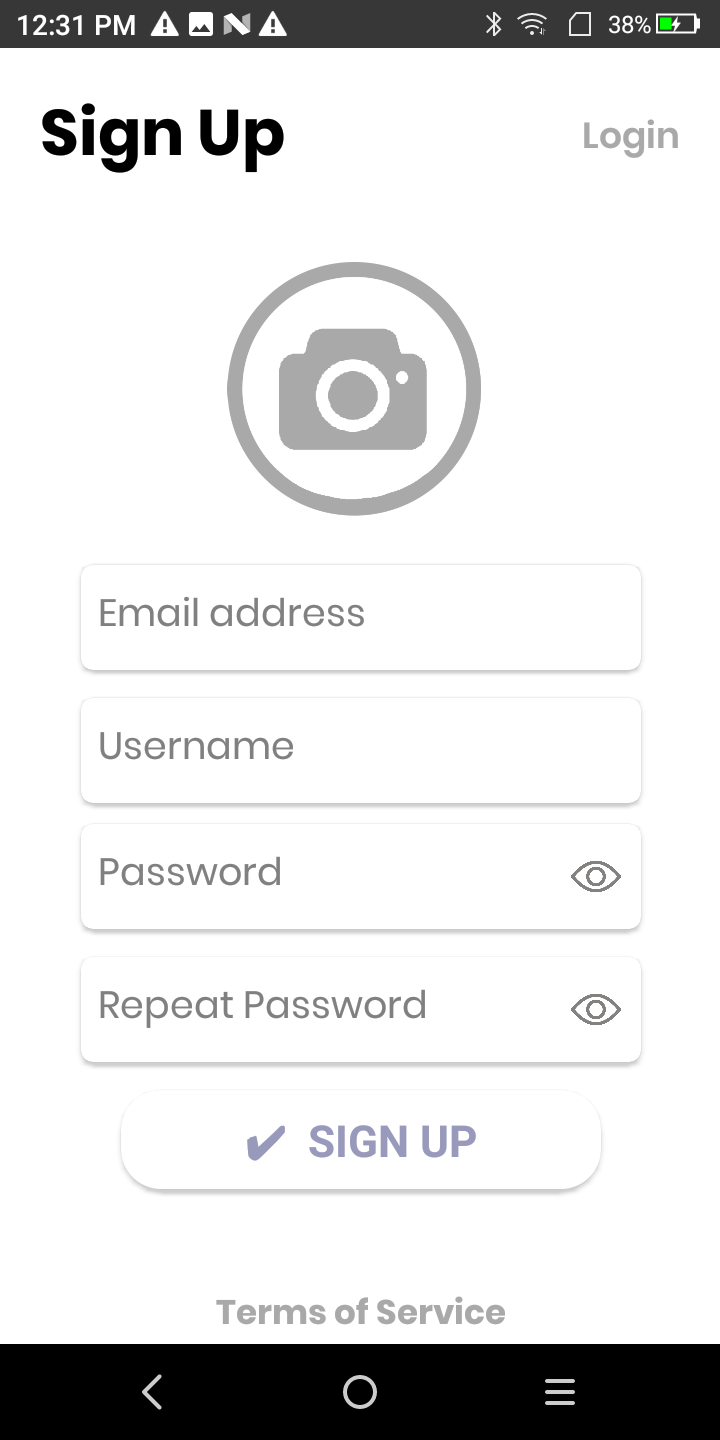 12:31 PM 38%
Sign Up Login
Email address
Username
Password
Repeat Password
✔ SIGN UP
Terms of Service